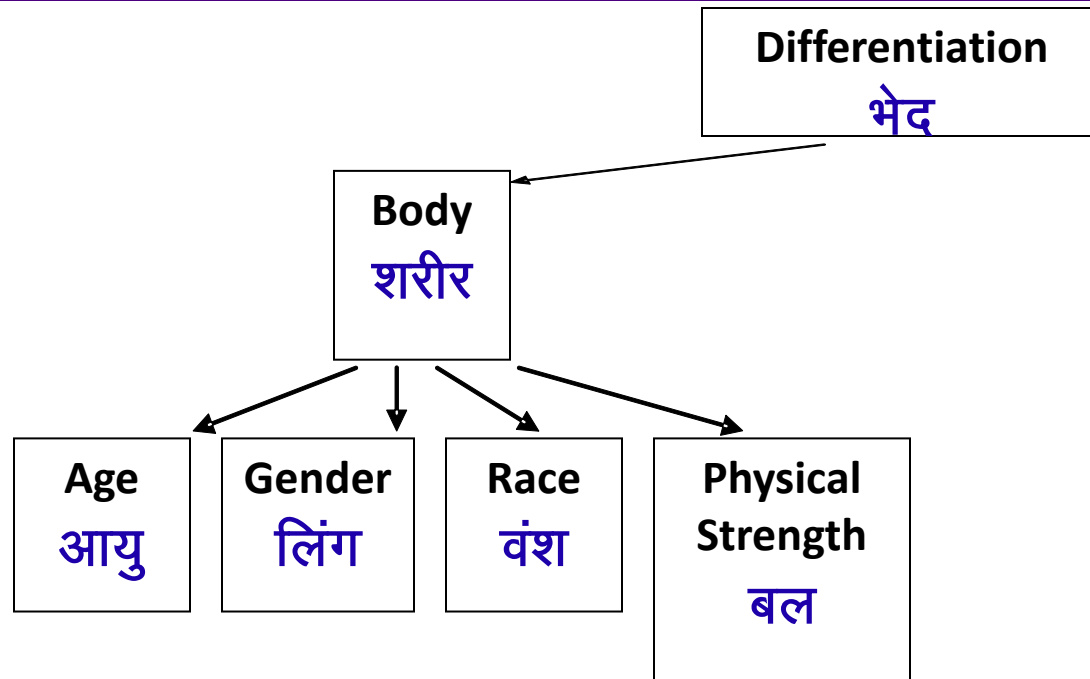 Differentiation
भेद
Body
शरीर
Age
आयु
Gender
लिंग
Race
वंश
Physical
Strength
बल